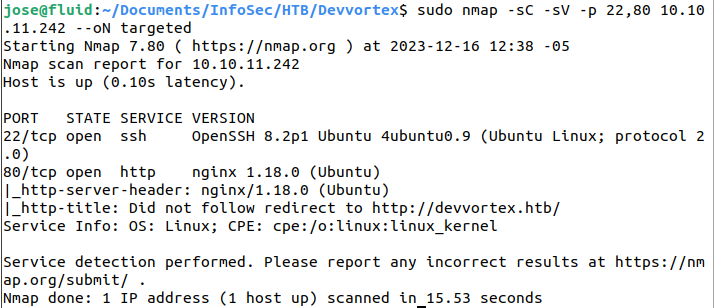 jose@fluid:~/Documents/InfoSec/HTB/Devvortex$ sudo nmap -sC -sV -p 22,80 10.10
.11.242 --oN targeted
Starting Nmap 7.80 ( https://nmap.org ) at 2023-12-16 12:38 -05
Nmap scan report for 10.10.11.242
Host is up (0.10s latency).

PORT   STATE SERVICE VERSION
22/tcp open  ssh     OpenSSH 8.2p1 Ubuntu 4ubuntu0.9 (Ubuntu Linux; protocol 2
.0)
80/tcp open  http    nginx 1.18.0 (Ubuntu)
|_http-server-header: nginx/1.18.0 (Ubuntu)
|_http-title: Did not follow redirect to http://devvortex.htb/
Service Info: OS: Linux; CPE: cpe:/o:linux:linux_kernel

Service detection performed. Please report any incorrect results at https://nm
ap.org/submit/ .
Nmap done: 1 IP address (1 host up) scanned in 15.53 seconds